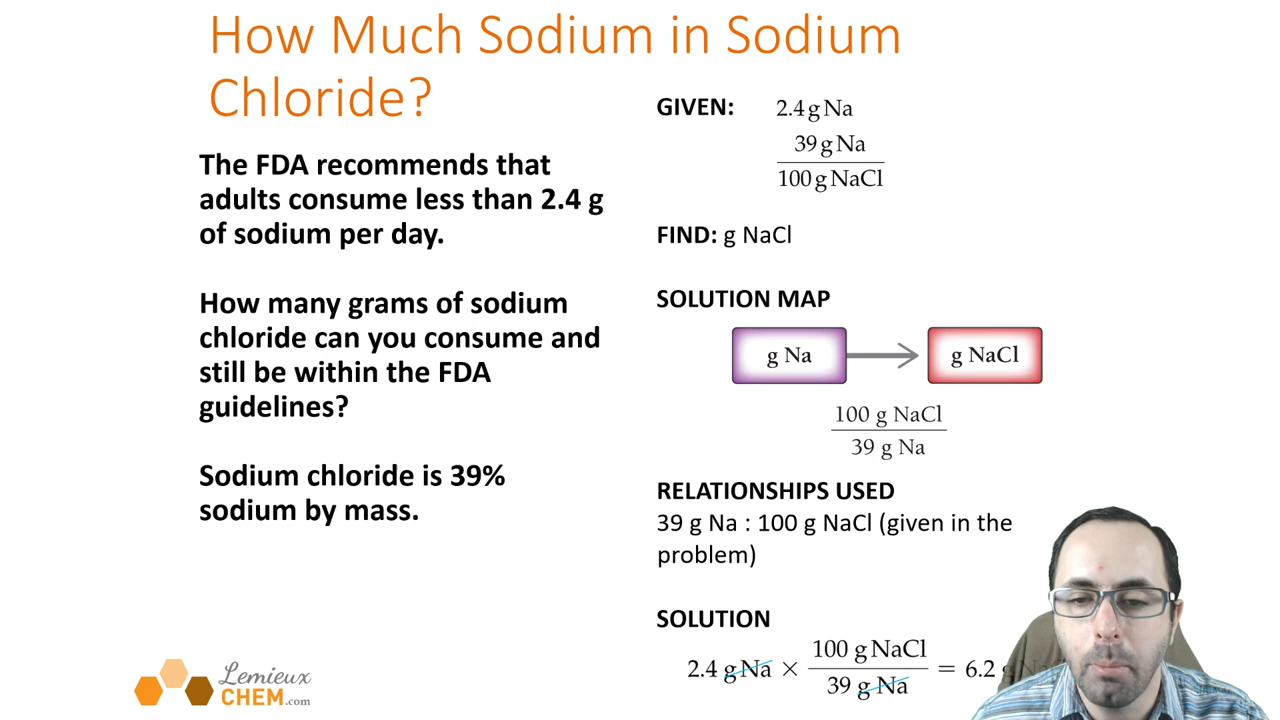 How Much Sodium in Sodium
Chloride?
The FDA recommends that
adults consume less than 2.4 g
of sodium per day.
How many grams of sodium
chloride can you consume and
still be within the FDA
guidelines?
Sodium chloride is 39%
sodium by mass.
GIVEN: 2.4 g Na
39 g Na
100 g NaCl
FIND: g NaCl
SOLUTION MAP
g Na
g NaCl
100 g NaCl
39 g Na
RELATIONSHIPS USED
39 g Na : 100 g NaCl (given in the
problem)
SOLUTION
2.4 g Na × 100 g NaCl
39 g Na
= 6.2 g
Lemieux
CHEM.com